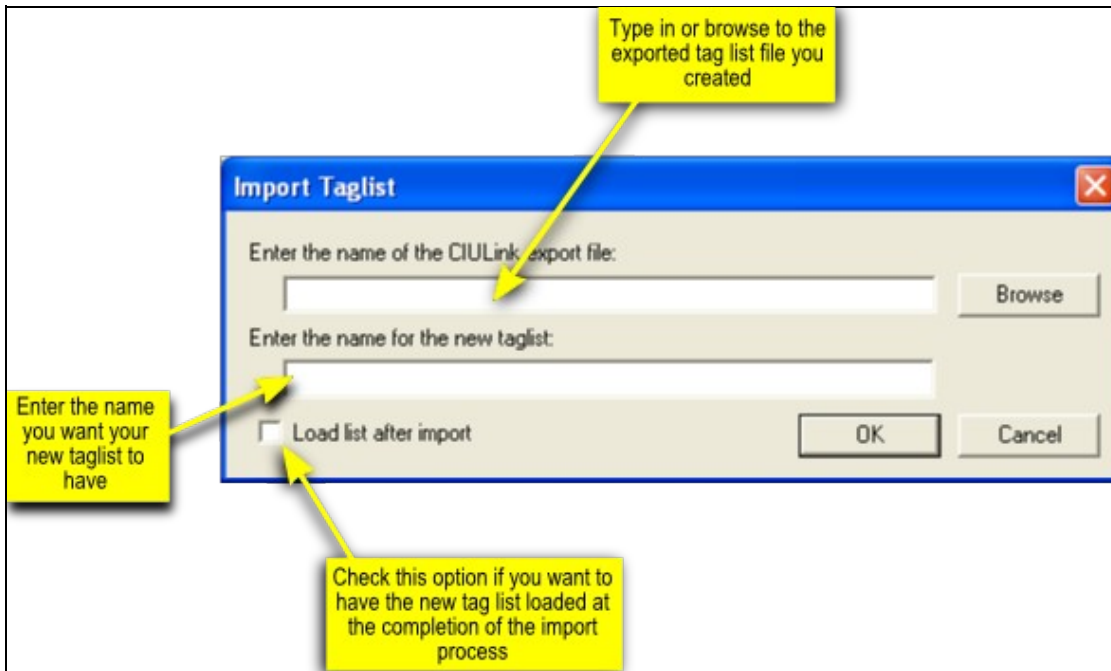 Type in or browse to the
exported tag list file you
created
Import Taglist
Enter the name of the CIULink export file:
Browse
Enter the name for the new taglist:
Enter the name
you want your
new taglist to
have
Load list after import
OK
Cancel
Check this option if you want to
have the new tag list loaded at
the completion of the import
process